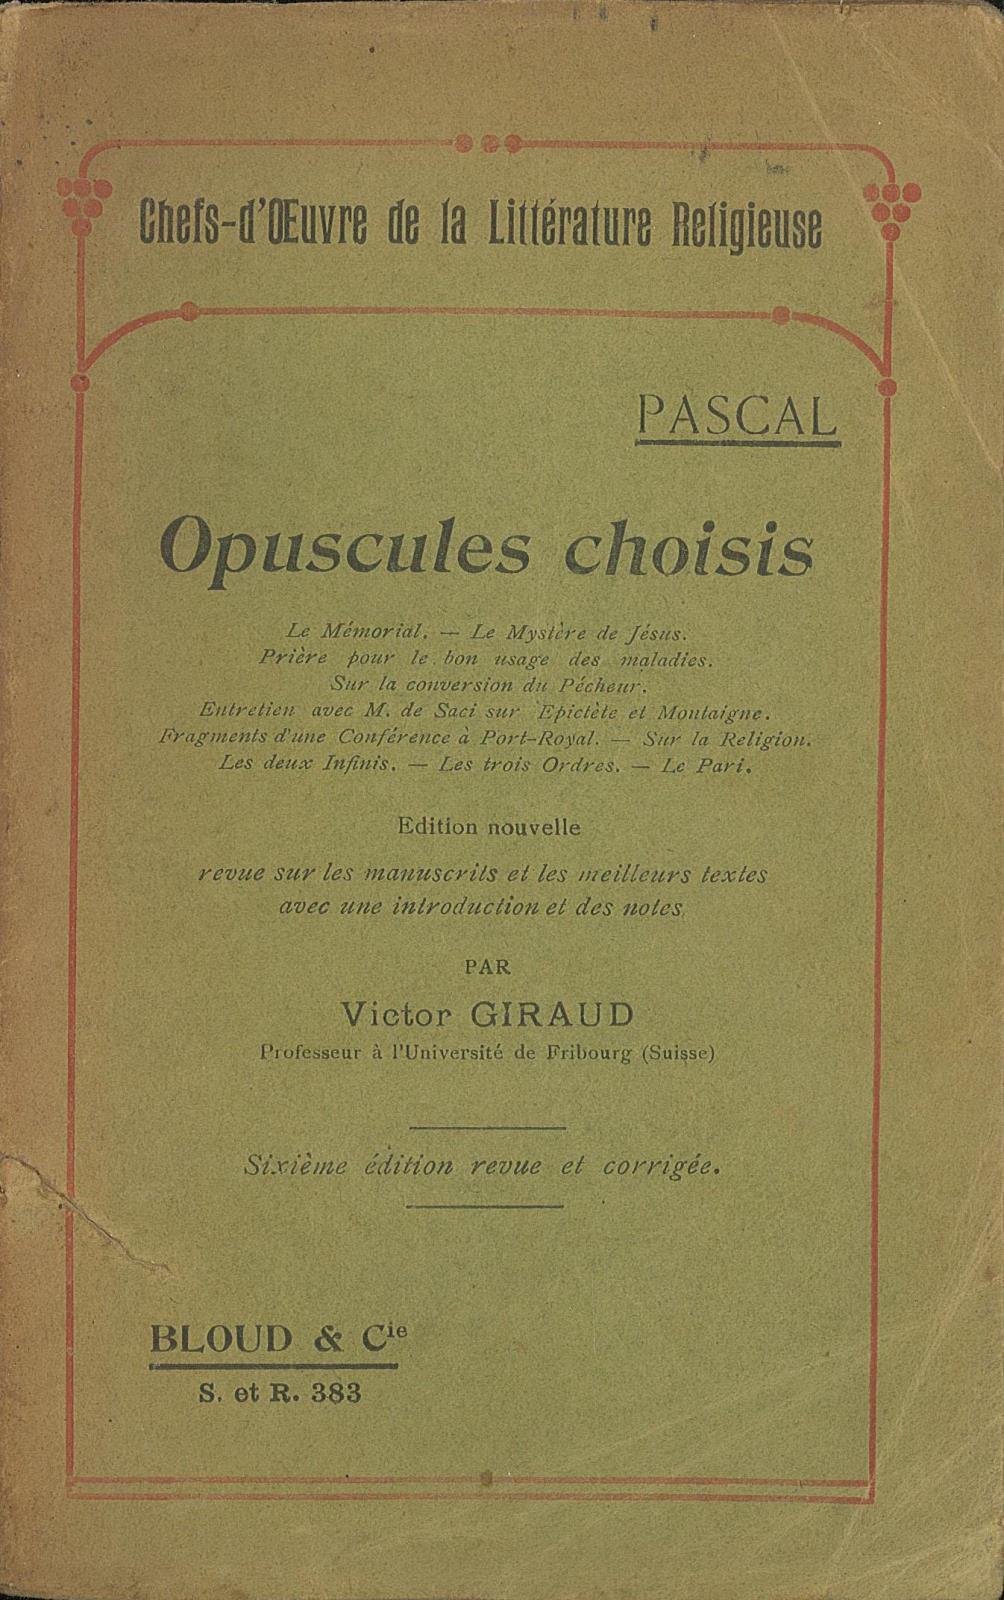 Chefs-d'Œuvre de la Littérature Religieuse
PASCAL
Opuscules choisis
Le Mémorial. — Le Mystère de Jésus.
Prière pour le bon usage des maladies.
Sur la conversion du Pécheur.
Entretien avec M. de Saci sur Epictète et Montaigne.
Fragments d'une Conférence à Port-Royal. — Sur la Religion.
Les deux Infinis. — Les trois Ordres. — Le Pari.
Edition nouvelle
revue sur les manuscrits et les meilleurs textes
avec une introduction et des notes
PAR
Victor GIRAUD
Professeur à l'Université de Fribourg (Suisse)
Sixième édition revue et corrigée.
BLOUD & Cie
S. et R. 383